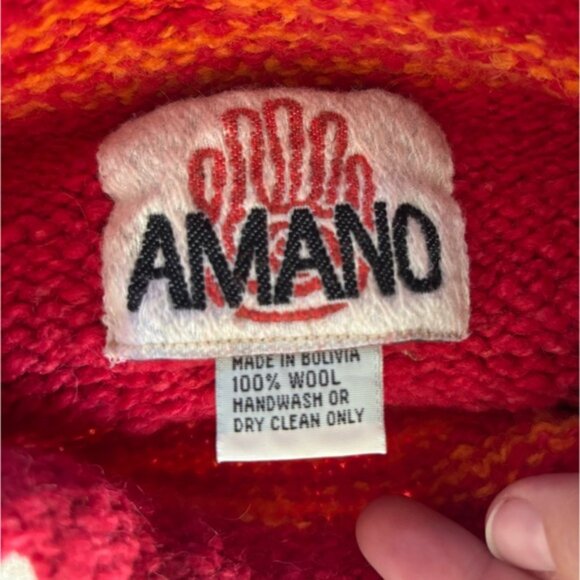 AMANO
MADE IN BOLIVIA
100% WOOL
HANDWASH OR
DRY CLEAN ONLY